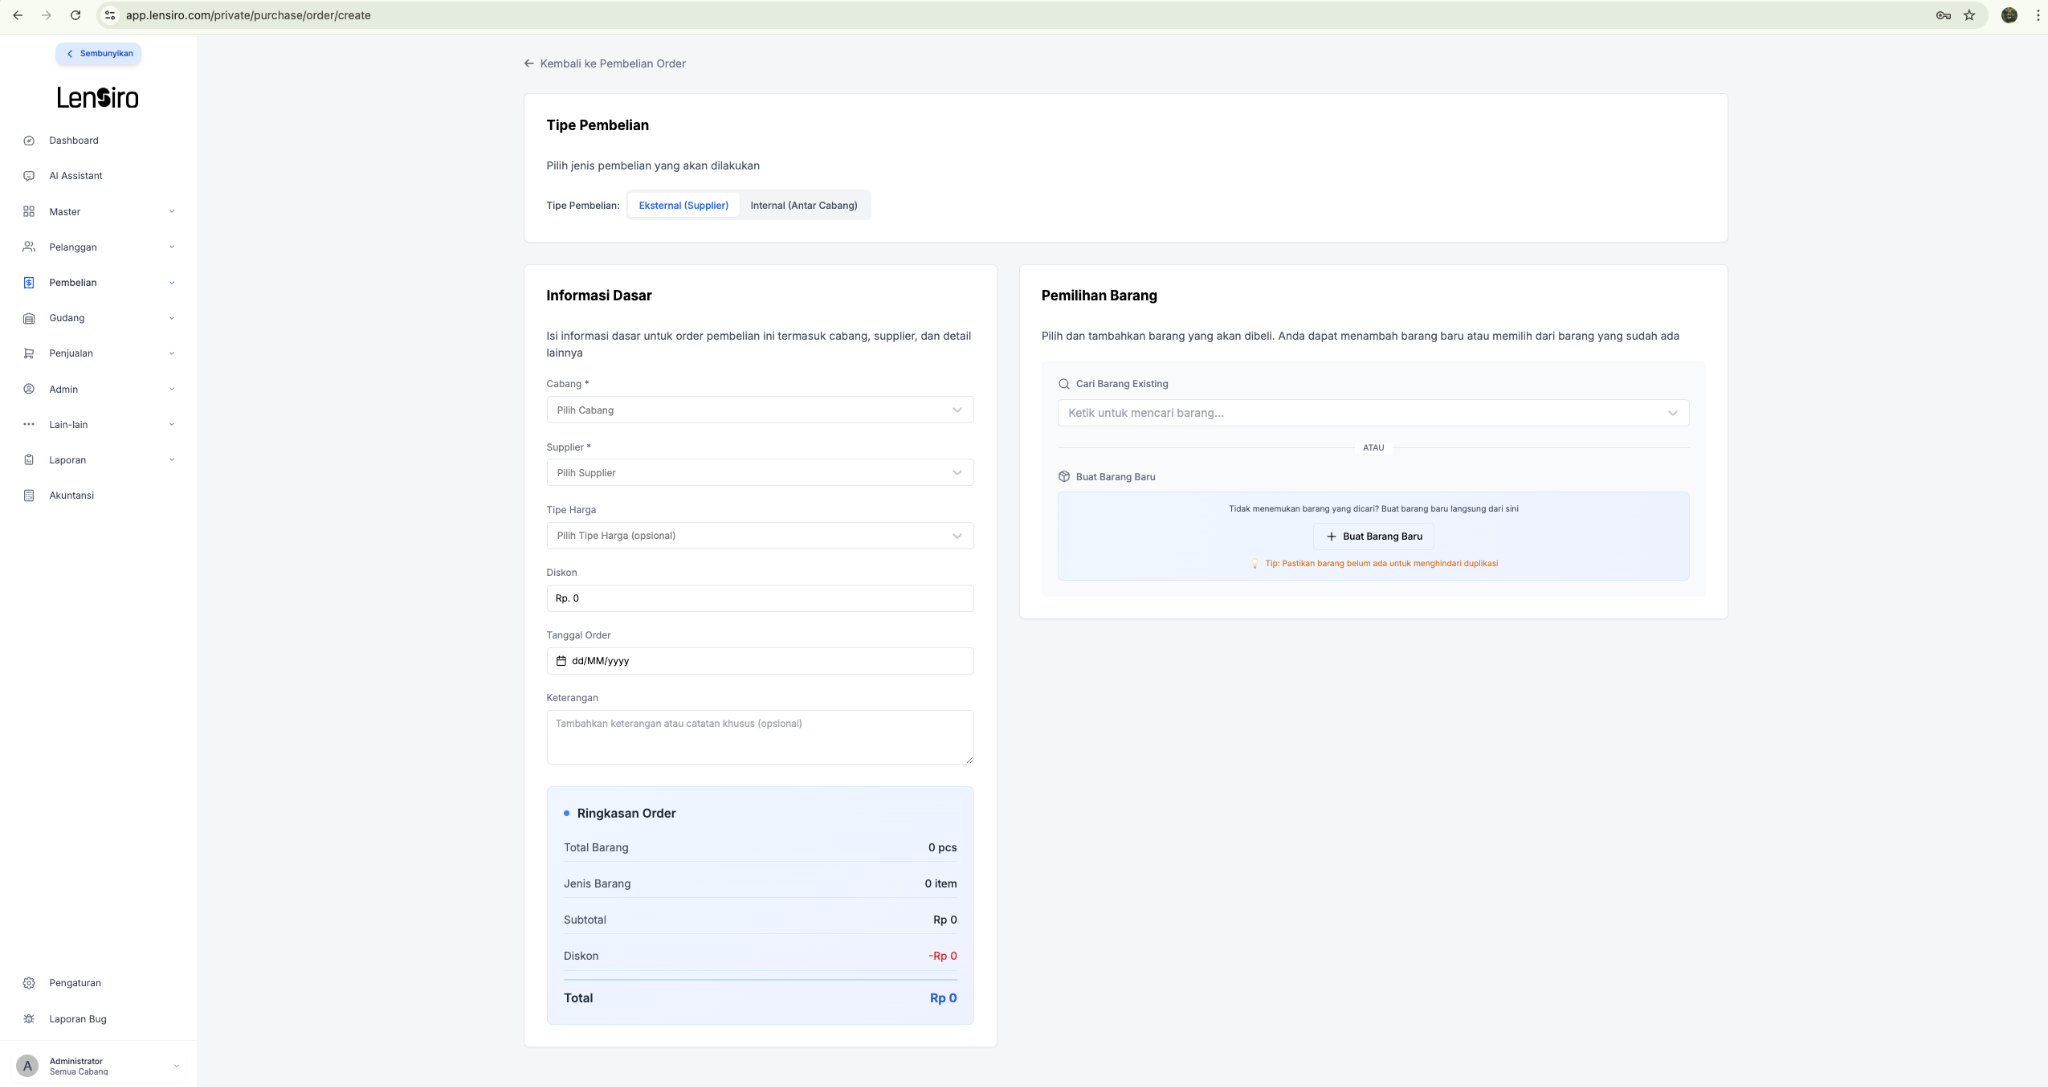 app.lensiro.com/private/purchase/order/create
Sembunyikan
Lensiro
Dashboard
AI Assistant
Master
Pelanggan
Pembelian
Gudang
Penjualan
Admin
Lain-lain
Laporan
Akuntansi
Pengaturan
Laporan Bug
A
Administrator
Semua Cabang
Kembali ke Pembelian Order
Tipe Pembelian
Pilih jenis pembelian yang akan dilakukan
Tipe Pembelian: Eksternal (Supplier) Internal (Antar Cabang)
Informasi Dasar
Isi informasi dasar untuk order pembelian ini termasuk cabang, supplier, dan detail
lainnya
Cabang *
Pilih Cabang
Supplier *
Pilih Supplier
Tipe Harga
Pilih Tipe Harga (opsional)
Diskon
Rp. 0
Tanggal Order
dd/MM/yyyy
Keterangan
Tambahkan keterangan atau catatan khusus (opsional)
Ringkasan Order
Total Barang 0 pcs
Jenis Barang 0 item
Subtotal Rp 0
Diskon -Rp 0
Total Rp 0
Pemilihan Barang
Pilih dan tambahkan barang yang akan dibeli. Anda dapat menambah barang baru atau memilih dari barang yang sudah ada
Cari Barang Existing
Ketik untuk mencari barang...
ATAU
Buat Barang Baru
Tidak menemukan barang yang dicari? Buat barang baru langsung dari sini
Buat Barang Baru
Tip: Pastikan barang belum ada untuk menghindari duplikasi